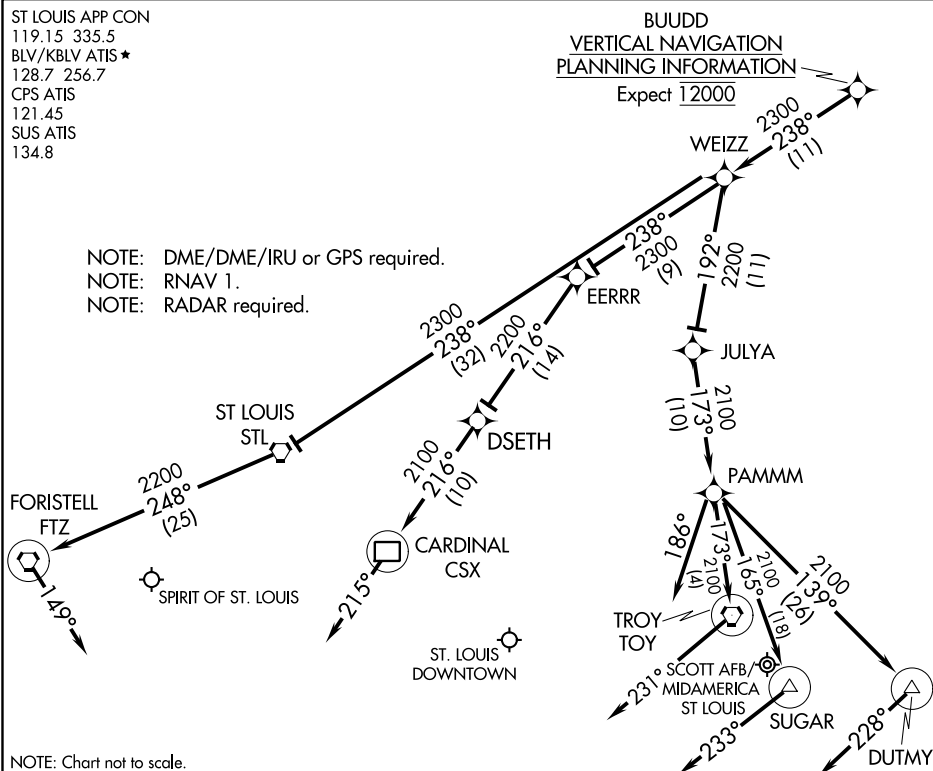 ST LOUIS APP CON
119.15 335.5
BLV/KBLV ATIS ★
128.7 256.7
CPS ATIS
121.45
SUS ATIS
134.8
BUUDD
VERTICAL NAVIGATION
PLANNING INFORMATION
Expect 12000
2300
238°
(11)
WEIZZ
NOTE: DME/DME/IRU or GPS required.
NOTE: RNAV 1.
NOTE: RADAR required.
238°
2300
(9)
192°
2200
(11)
EERRR
2300
238°
(32)
2200
216°
(14)
JULYA
2100
173°
(10)
ST LOUIS
STL
DSETH
2100
216°
(10)
PAMMM
2200
248°
(25)
FORISTELL
FTZ
149°
SPIRIT OF ST. LOUIS
CARDINAL
CSX
215°
186°
173°
2100
(4)
2100
165°
(18)
2100
139°
(26)
TROY
TOY
231°
ST. LOUIS
DOWNTOWN
SCOTT AFB/
MIDAMERICA
ST LOUIS
SUGAR
233°
228°
DUTMY
NOTE: Chart not to scale.